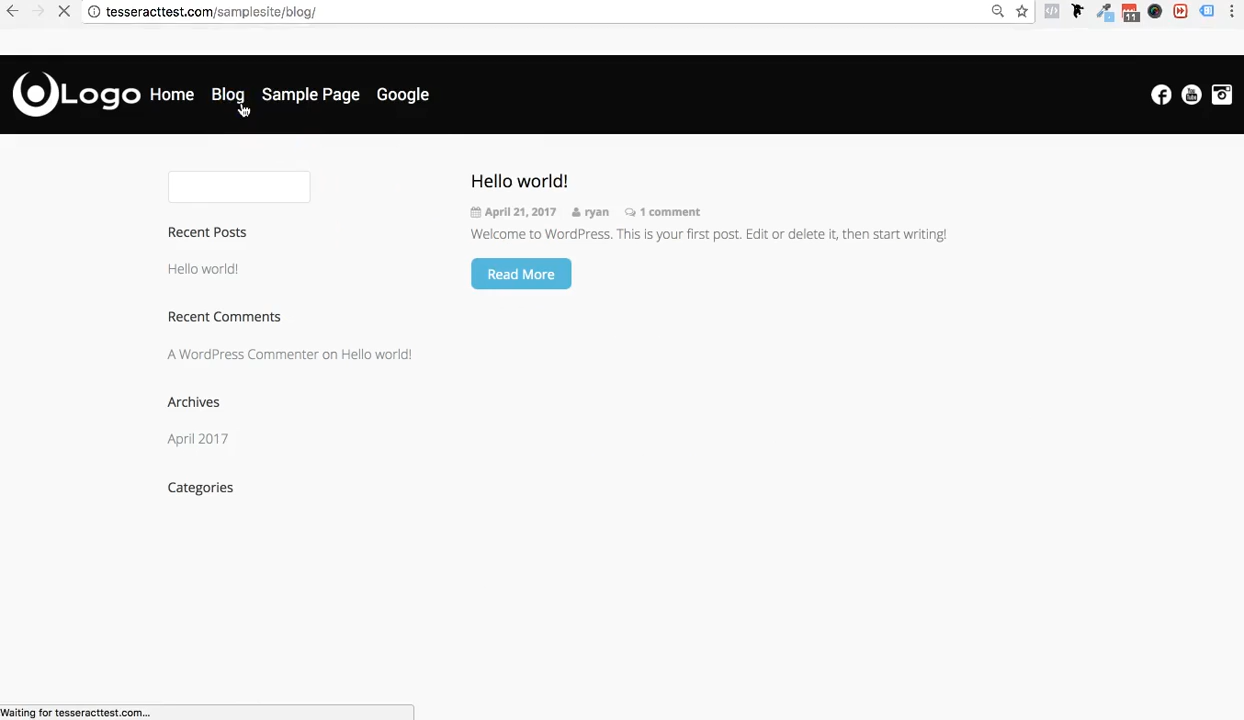 tesseracttest.com/samplesite/blog/
11
Logo Home Blog Sample Page Google
Hello world!
April 21, 2017 ryan 1 comment
Welcome to WordPress. This is your first post. Edit or delete it, then start writing!
Read More
Recent Posts
Hello world!
Recent Comments
A WordPress Commenter on Hello world!
Archives
April 2017
Categories
Waiting for tesseracttest.com...